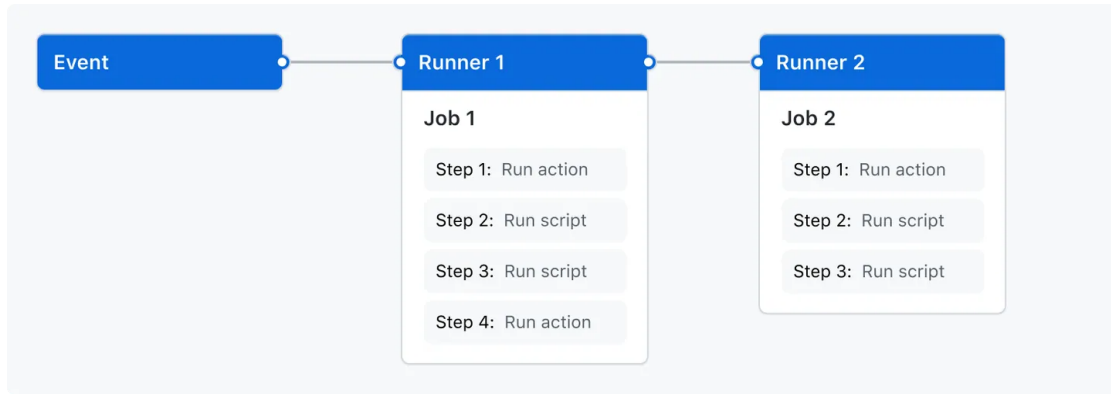 Event
Runner 1
Job 1
Step 1: Run action
Step 2: Run script
Step 3: Run script
Step 4: Run action
Runner 2
Job 2
Step 1: Run action
Step 2: Run script
Step 3: Run script